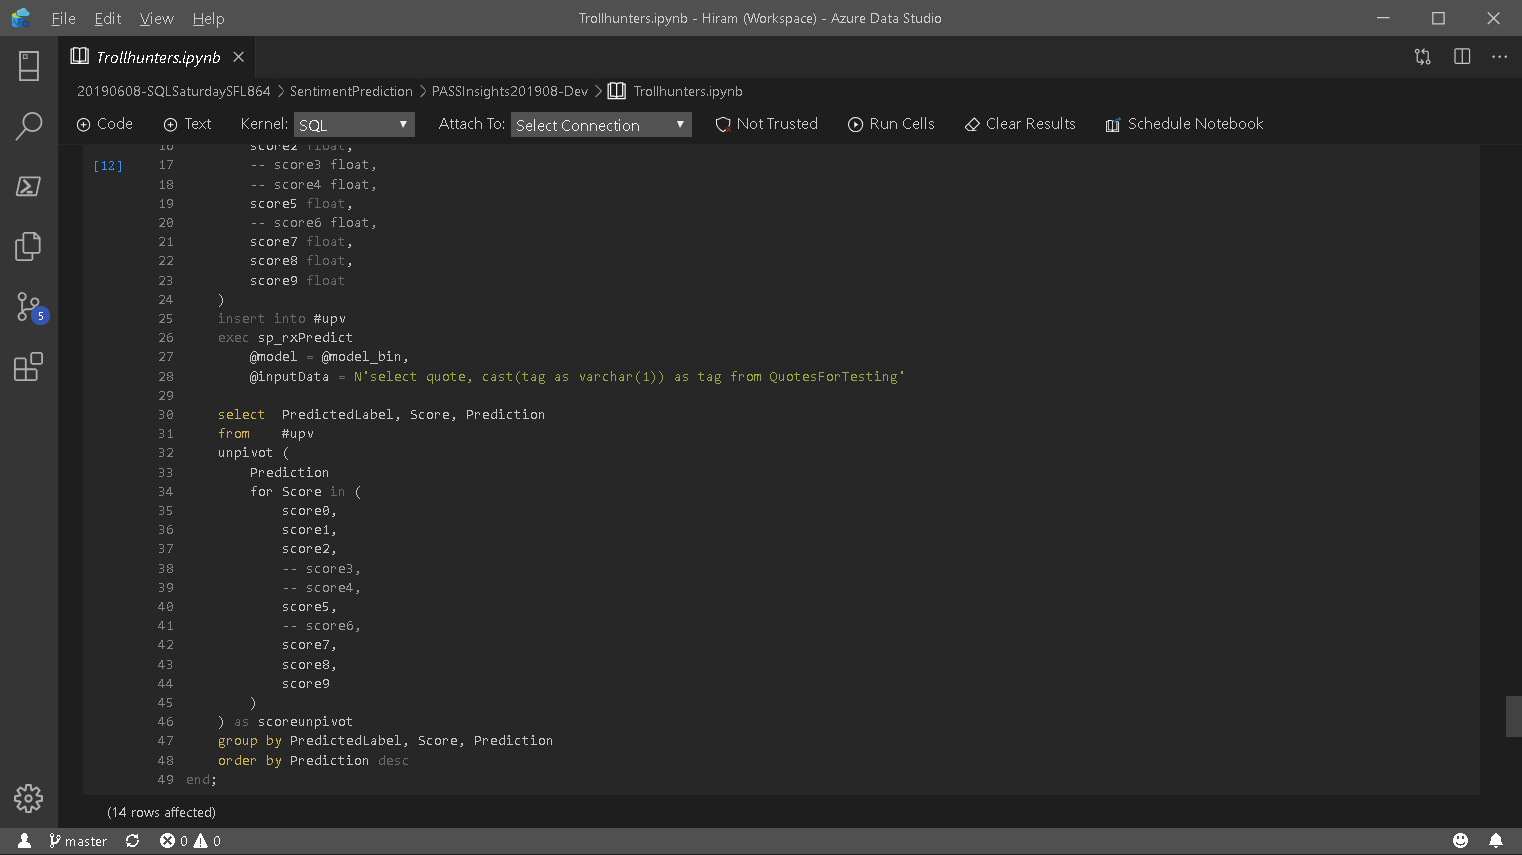 File Edit View Help
Trollhunters.ipynb - Hiram (Workspace) - Azure Data Studio
Trollhunters.ipynb
20190608-SQLSaturdaySFL864 > SentimentPrediction > PASSInsights201908-Dev > Trollhunters.ipynb
Code Text Kernel: SQL Attach To: Select Connection Not Trusted Run Cells Clear Results Schedule Notebook
16 score2 float,
[12] 17 -- score3 float,
18 -- score4 float,
19 score5 float,
20 -- score6 float,
21 score7 float,
22 score8 float,
23 score9 float
24 )
25 insert into #upv
26 exec sp_rxPredict
27 @model = @model_bin,
28 @inputData = N'select quote, cast(tag as varchar(1)) as tag from QuotesForTesting'
29
30 select PredictedLabel, Score, Prediction
31 from #upv
32 unpivot (
33 Prediction
34 for Score in (
35 score0,
36 score1,
37 score2,
38 -- score3,
39 -- score4,
40 score5,
41 -- score6,
42 score7,
43 score8,
44 score9
45 )
46 ) as scoreunpivot
47 group by PredictedLabel, Score, Prediction
48 order by Prediction desc
49 end;
(14 rows affected)
5
master 0 0